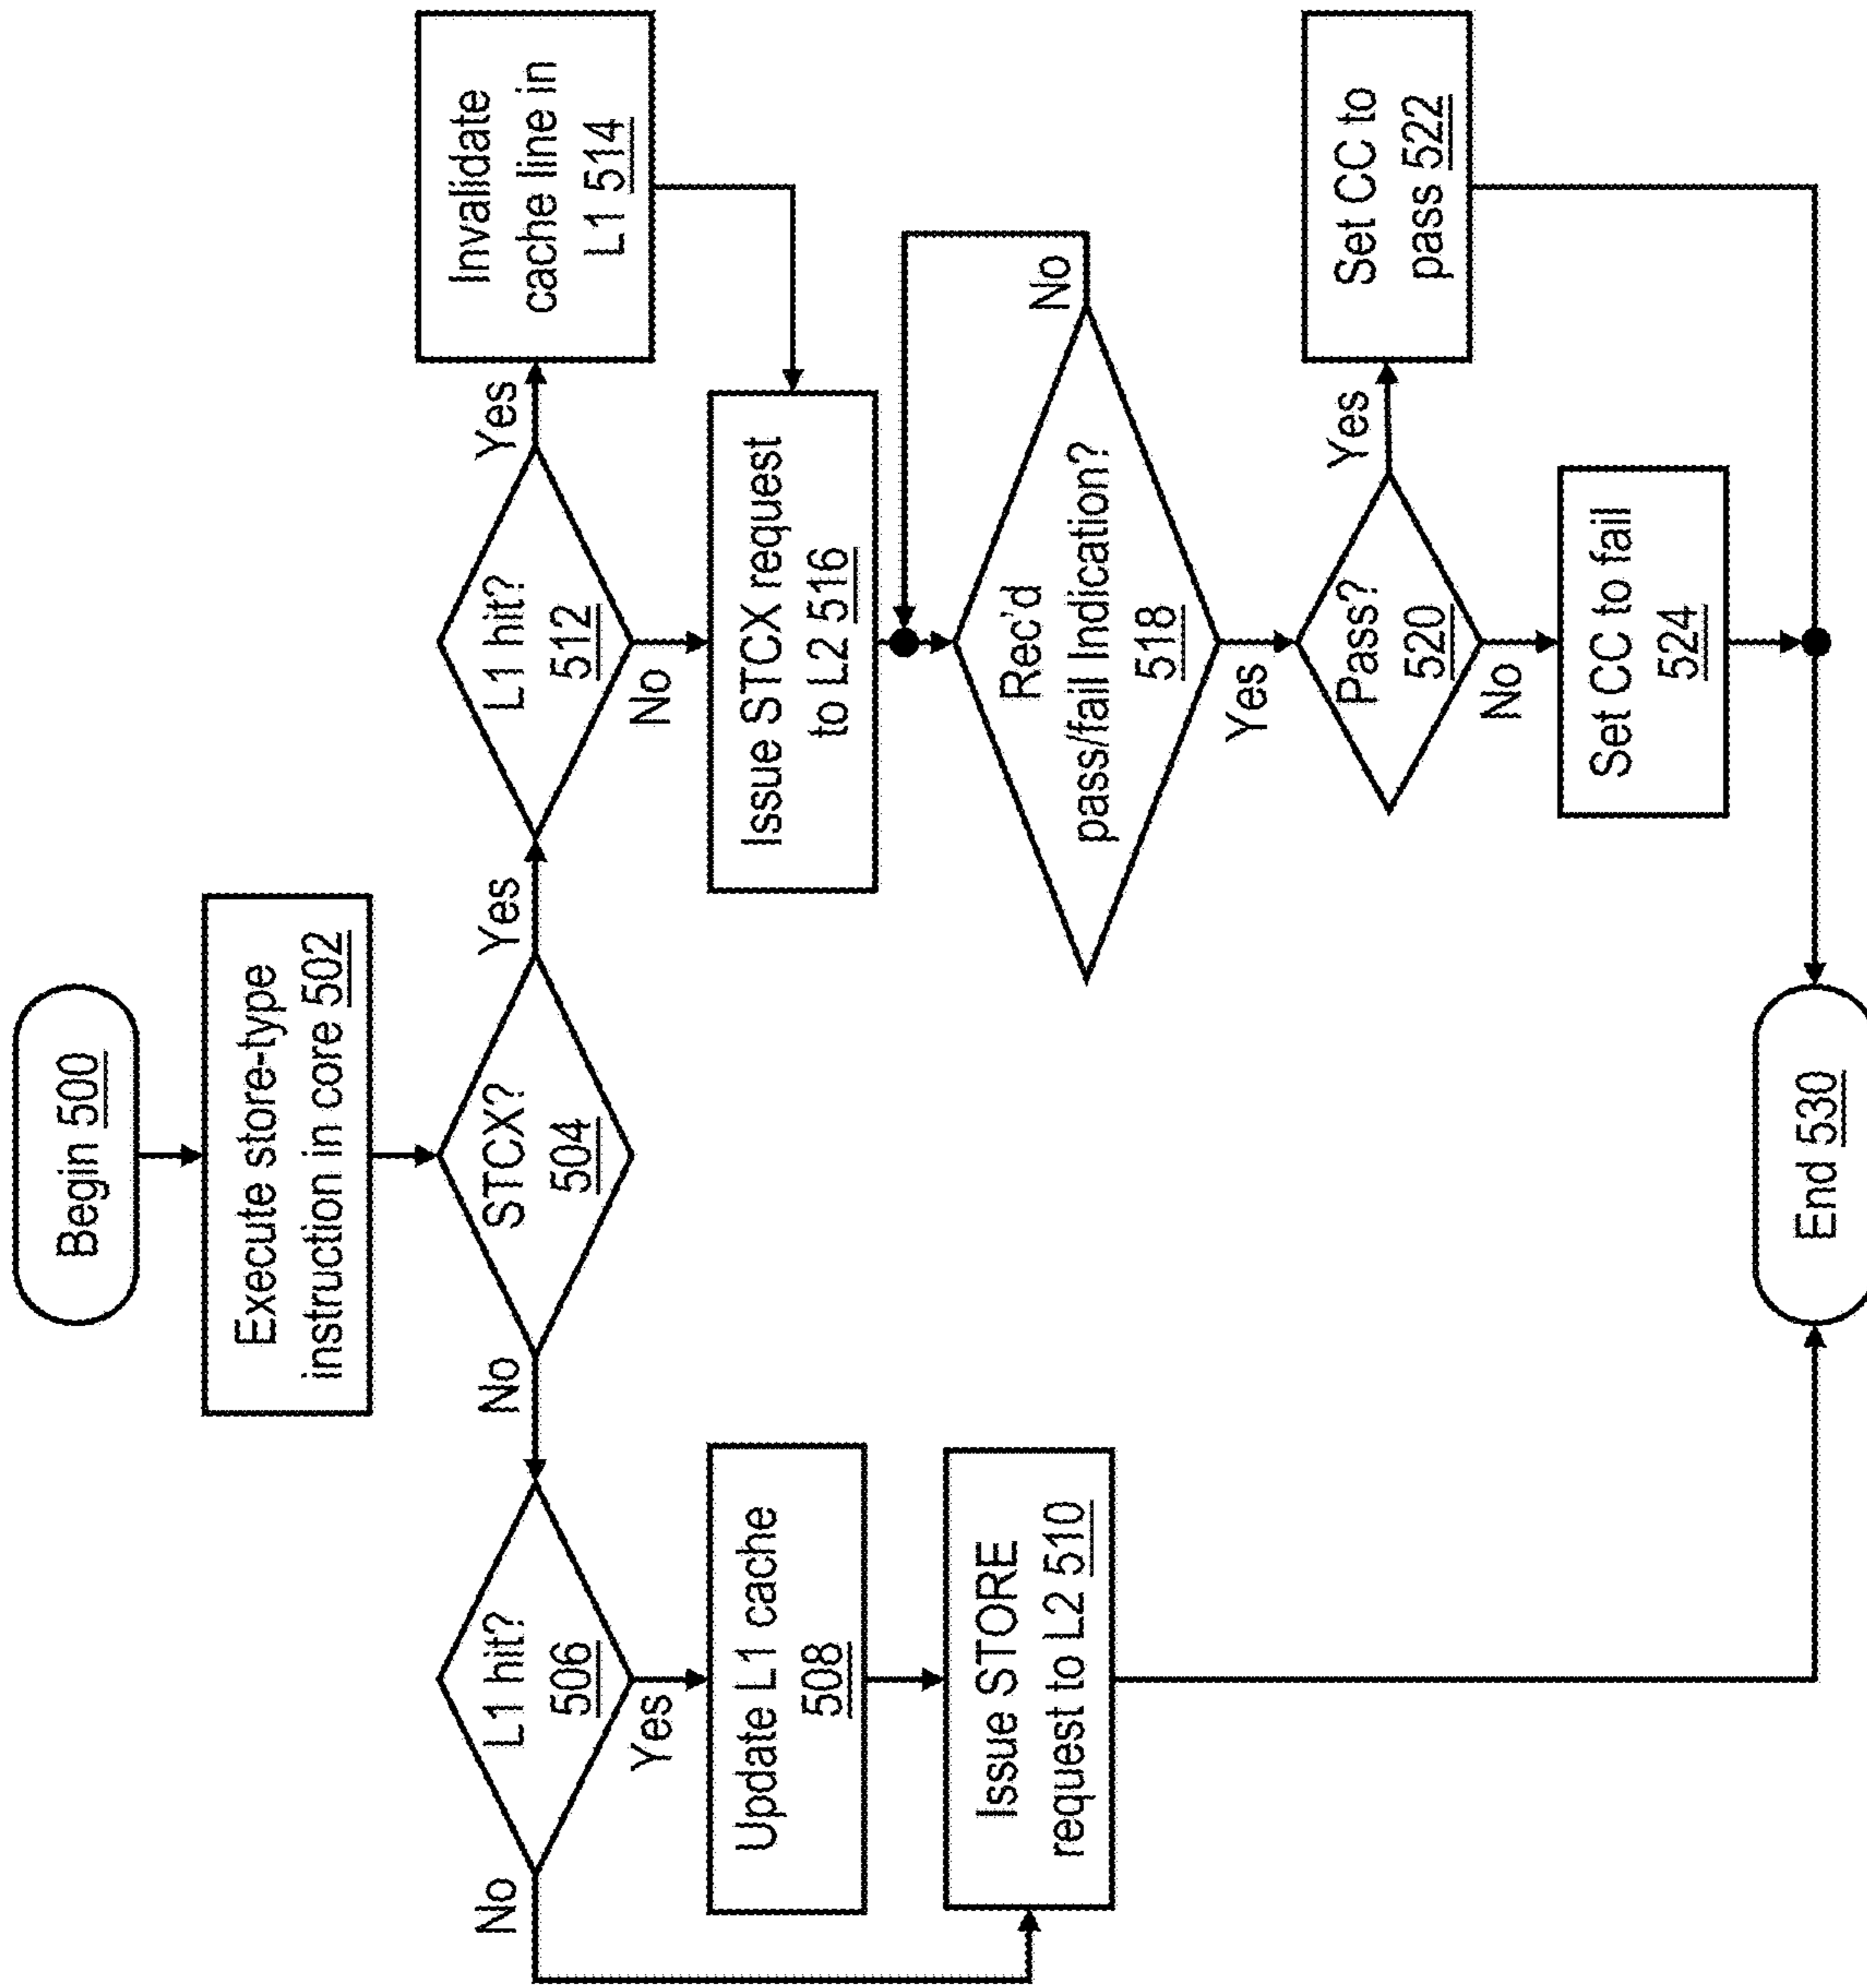 Begin 500
Execute store-type
instruction in core 502
STCX?
504
No
Yes
L1 hit?
506
No
Yes
Update L1 cache
508
Issue STORE
request to L2 510
L1 hit?
512
Yes
No
Invalidate
cache line in
L1 514
Issue STCX request
to L2 516
Rec'd
pass/fail Indication?
518
No
Yes
Pass?
520
Yes
No
Set CC to
pass 522
Set CC to fail
524
End 530